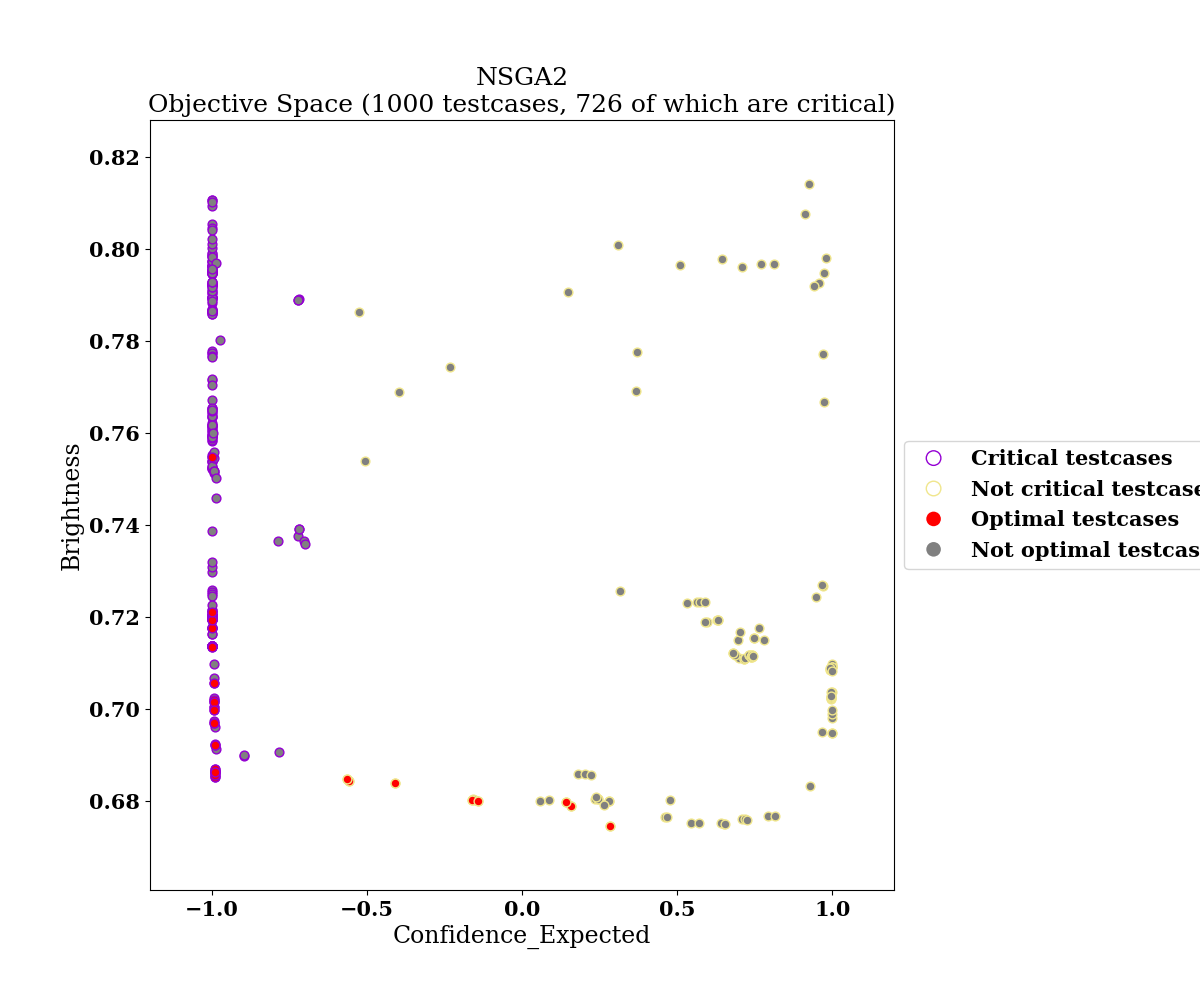 NSGA2
Objective Space (1000 testcases, 726 of which are critical)
0.82
0.80
0.78
0.76
0.74
0.72
0.70
0.68
Brightness
−1.0
−0.5
0.0
0.5
1.0
Confidence_Expected
Critical testcases
Not critical testcase
Optimal testcases
Not optimal testcas